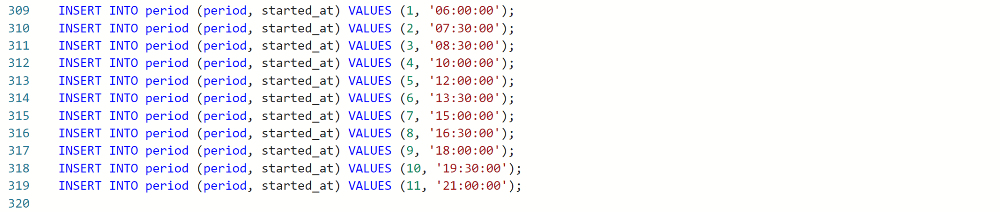 309 INSERT INTO period (period, started_at) VALUES (1, '06:00:00');
310 INSERT INTO period (period, started_at) VALUES (2, '07:30:00');
311 INSERT INTO period (period, started_at) VALUES (3, '08:30:00');
312 INSERT INTO period (period, started_at) VALUES (4, '10:00:00');
313 INSERT INTO period (period, started_at) VALUES (5, '12:00:00');
314 INSERT INTO period (period, started_at) VALUES (6, '13:30:00');
315 INSERT INTO period (period, started_at) VALUES (7, '15:00:00');
316 INSERT INTO period (period, started_at) VALUES (8, '16:30:00');
317 INSERT INTO period (period, started_at) VALUES (9, '18:00:00');
318 INSERT INTO period (period, started_at) VALUES (10, '19:30:00');
319 INSERT INTO period (period, started_at) VALUES (11, '21:00:00');
320